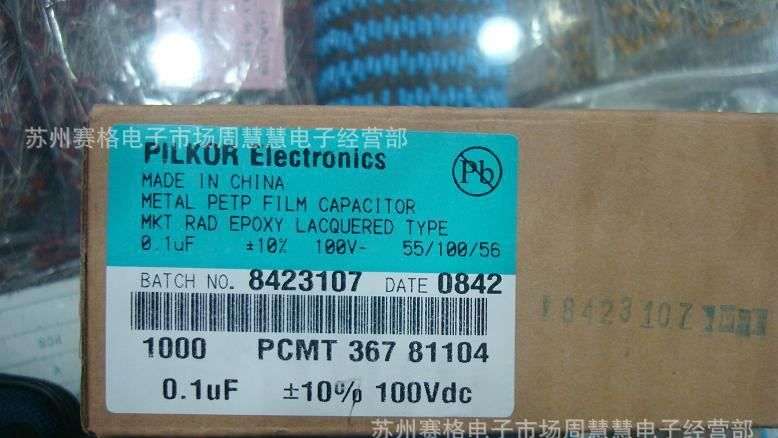 苏州赛格电子市场周慧慧电子经营部
PILKOR Electronics
Pb
MADE IN CHINA
METAL PETP FILM CAPACITOR
MKT RAD EPOXY LACQUERED TYPE
0.1uF ±10% 100V- 55/100/56
BATCH NO. 8423107 DATE 0842
1000 PCMT 367 81104
0.1uF ±10% 100Vdc
8423107
苏州赛格电子市场周慧慧电子经营部